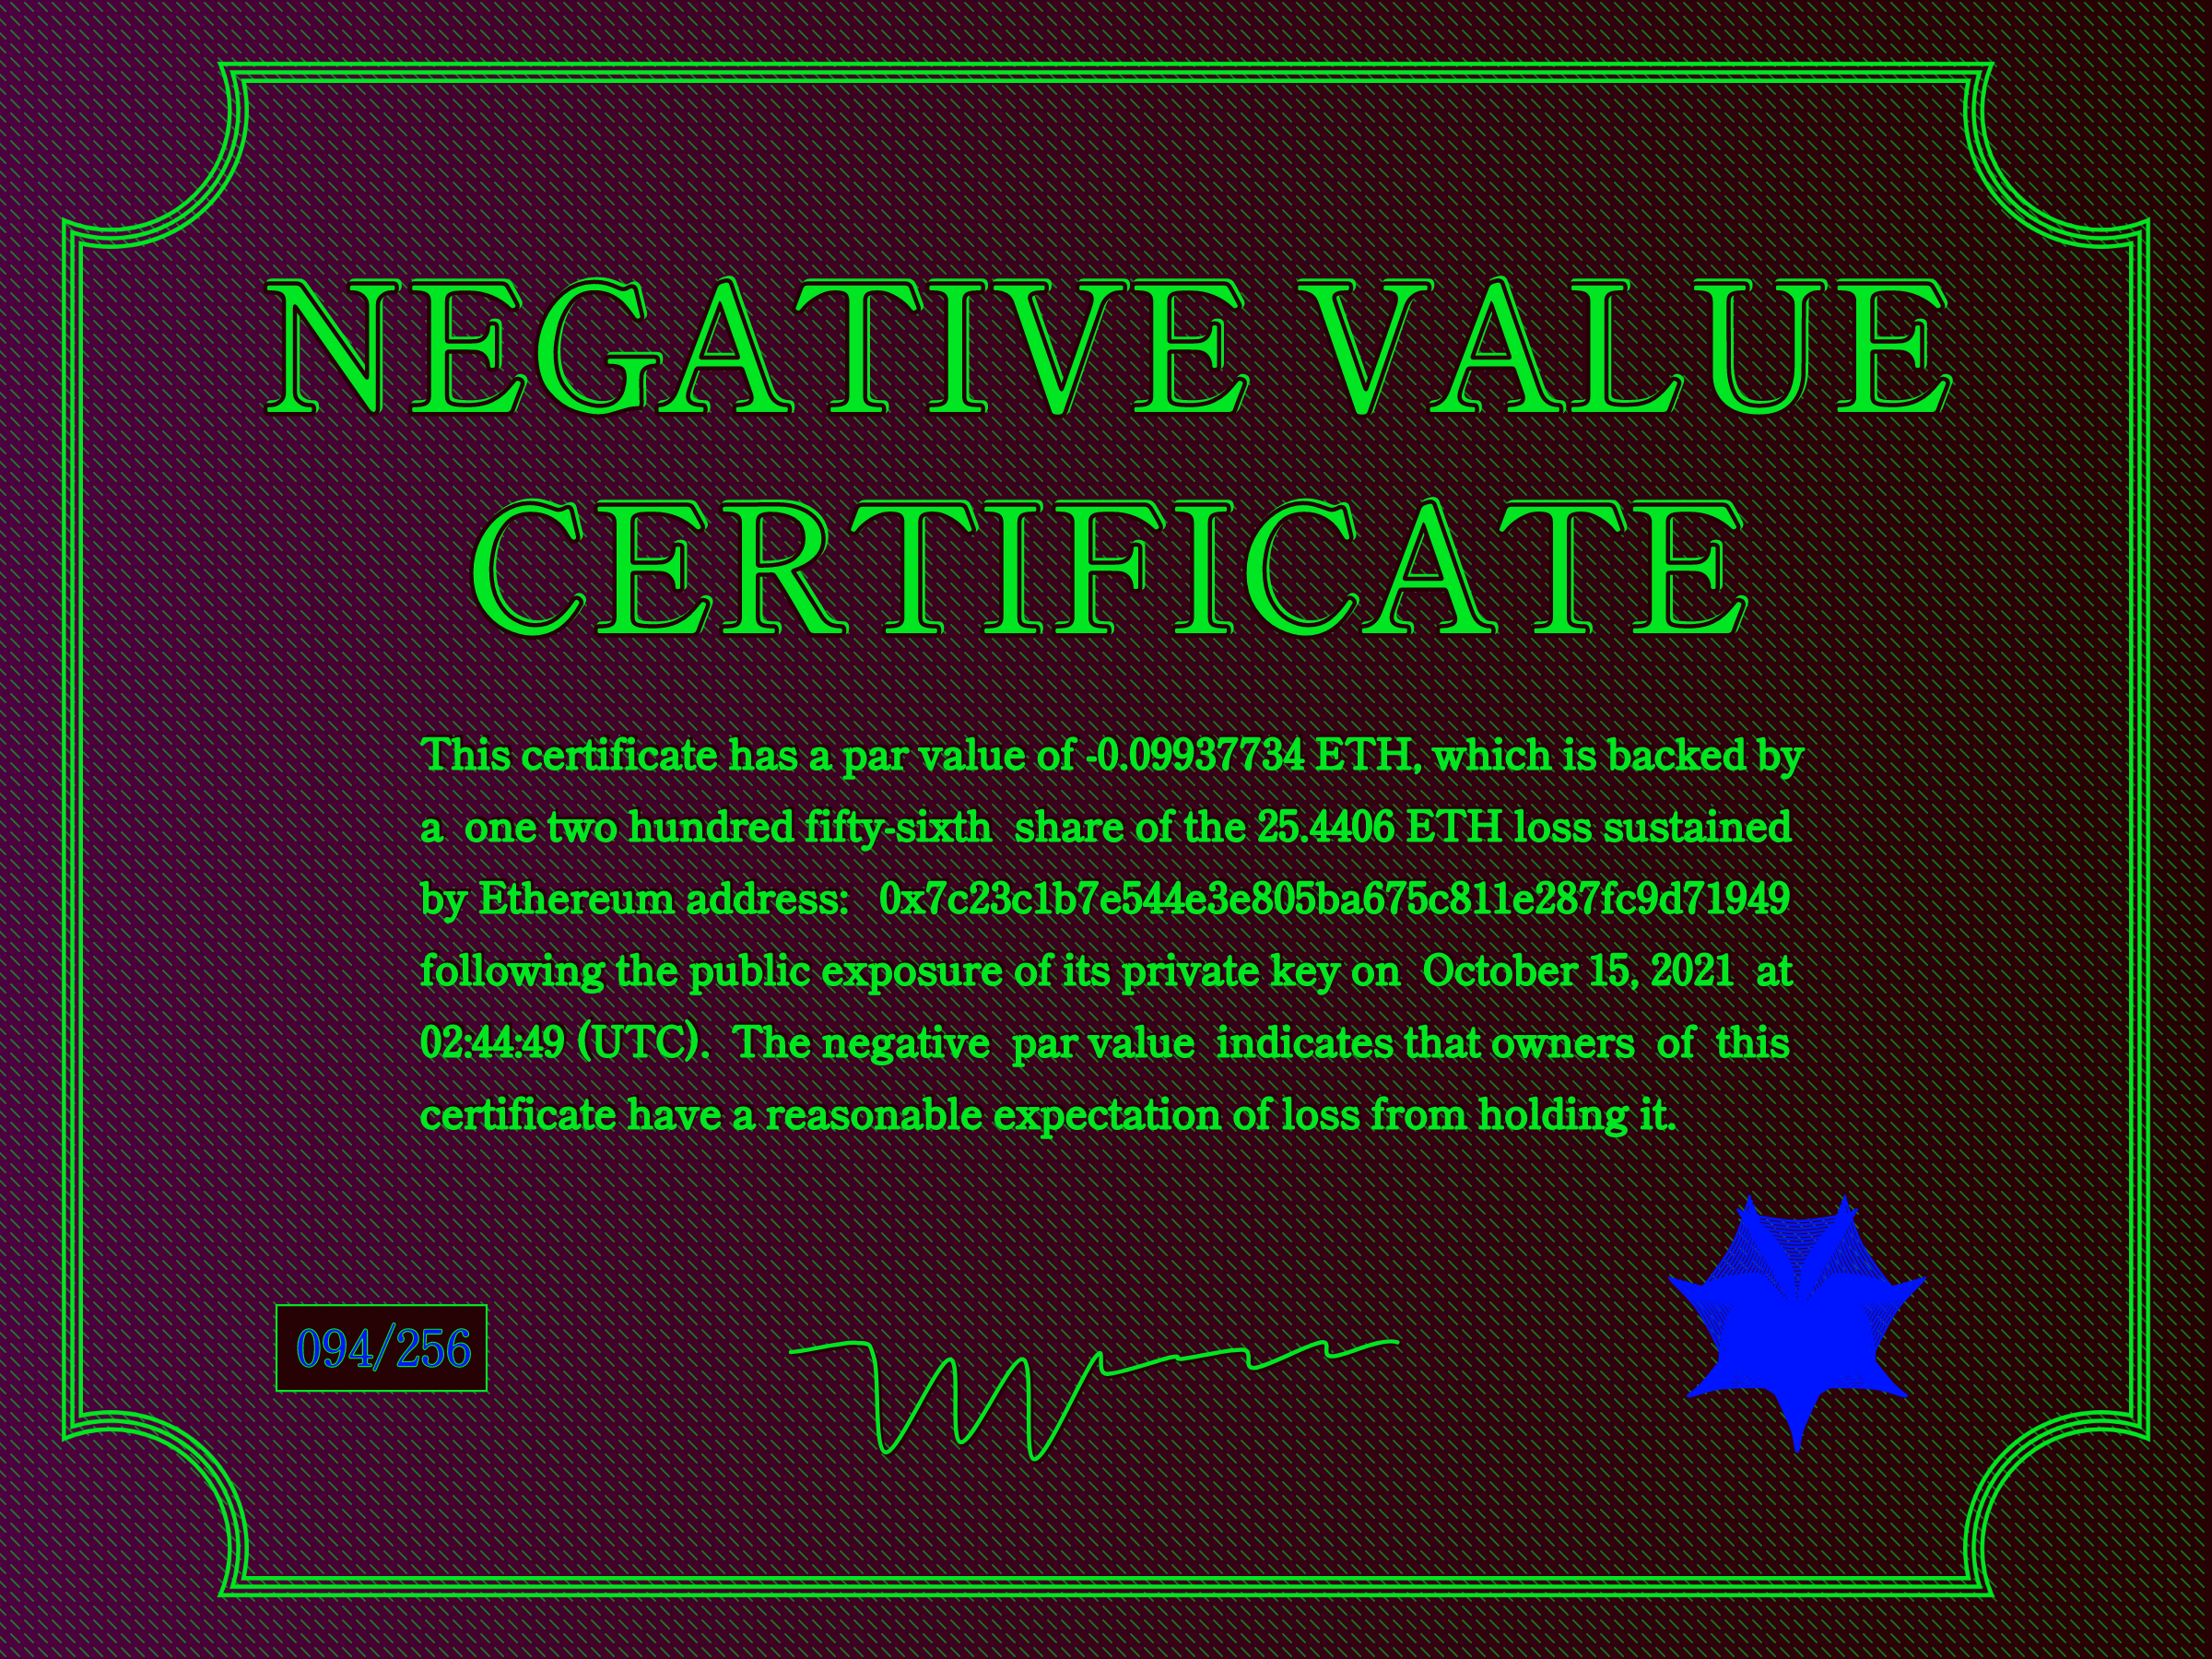 NEGATIVE VALUE
CERTIFICATE
This certificate has a par value of -0.09937734 ETH, which is backed by
a one two hundred fifty-sixth share of the 25.4406 ETH loss sustained
by Ethereum address: 0x7c23c1b7e544e3e805ba675c811e287fc9d71949
following the public exposure of its private key on October 15, 2021 at
02:44:49 (UTC). The negative par value indicates that owners of this
certificate have a reasonable expectation of loss from holding it.
094/256